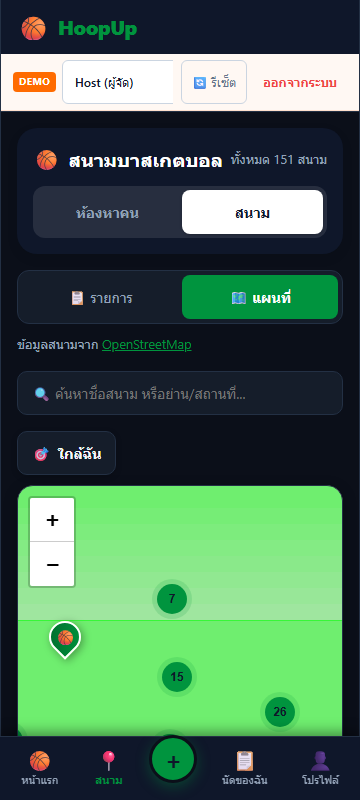 HoopUp
DEMO Host (ผู้จัด) รีเซ็ต ออกจากระบบ
สนามบาสเกตบอล ทั้งหมด 151 สนาม
ห้องหาคน สนาม
รายการ แผนที่
ข้อมูลสนามจาก OpenStreetMap
ค้นหาชื่อสนาม หรือย่าน/สถานที่...
ใกล้ฉัน
+
−
7
15
26
+
หน้าแรก สนาม นัดของฉัน โปรไฟล์